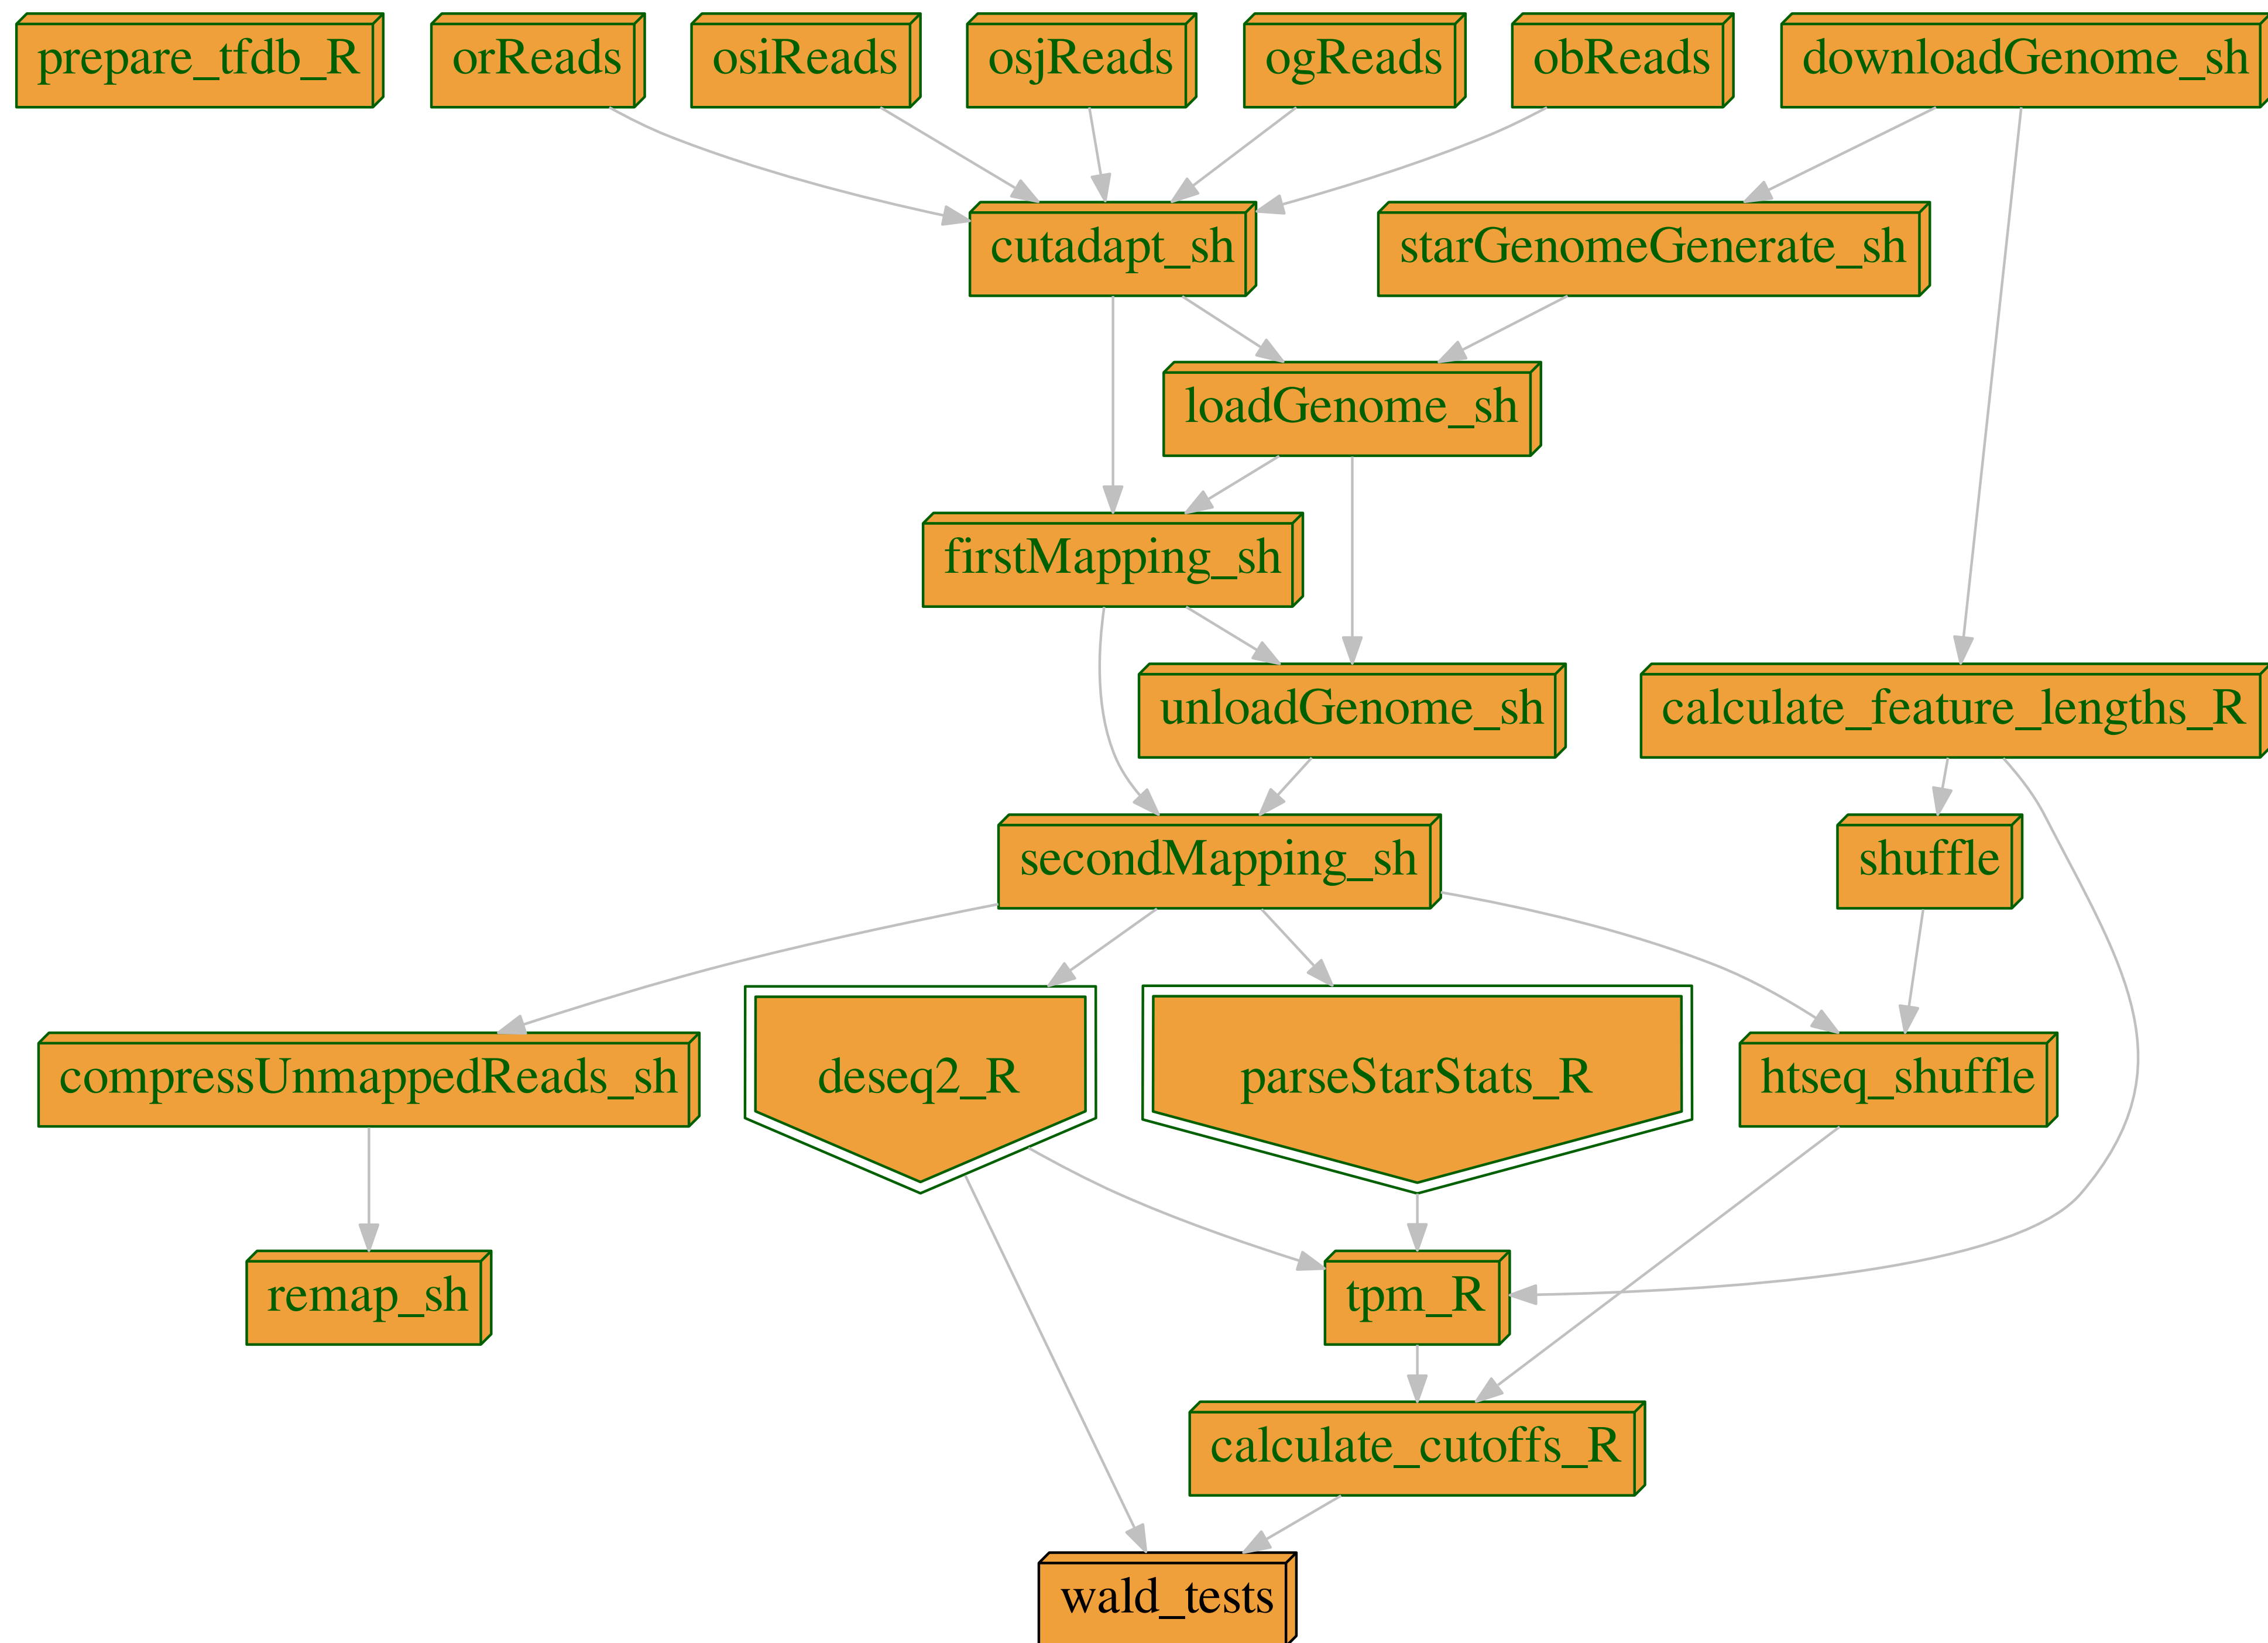 prepare_tfdb_R
orReads
osiReads
osjReads
ogReads
obReads
downloadGenome_sh
cutadapt_sh
starGenomeGenerate_sh
loadGenome_sh
firstMapping_sh
unloadGenome_sh
calculate_feature_lengths_R
secondMapping_sh
shuffle
compressUnmappedReads_sh
deseq2_R
parseStarStats_R
htseq_shuffle
remap_sh
tpm_R
calculate_cutoffs_R
wald_tests